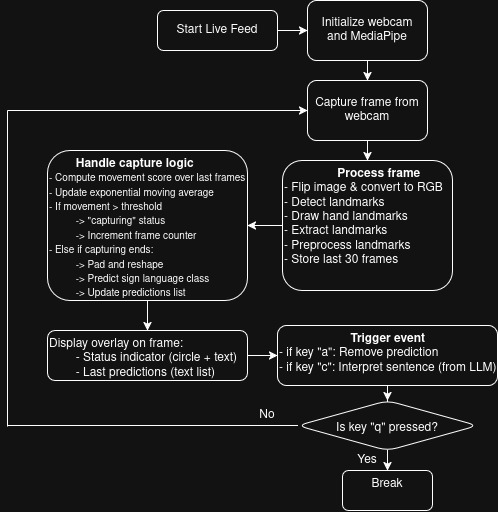 Start Live Feed
Initialize webcam
and MediaPipe
Capture frame from
webcam
Process frame
- Flip image & convert to RGB
- Detect landmarks
- Draw hand landmarks
- Extract landmarks
- Preprocess landmarks
- Store last 30 frames
Handle capture logic
- Compute movement score over last frames
- Update exponential moving average
- If movement > threshold
-> "capturing" status
-> Increment frame counter
- Else if capturing ends:
-> Pad and reshape
-> Predict sign language class
-> Update predictions list
Display overlay on frame:
- Status indicator (circle + text)
- Last predictions (text list)
Trigger event
- if key "a": Remove prediction
- if key "c": Interpret sentence (from LLM)
Is key "q" pressed?
No
Yes
Break